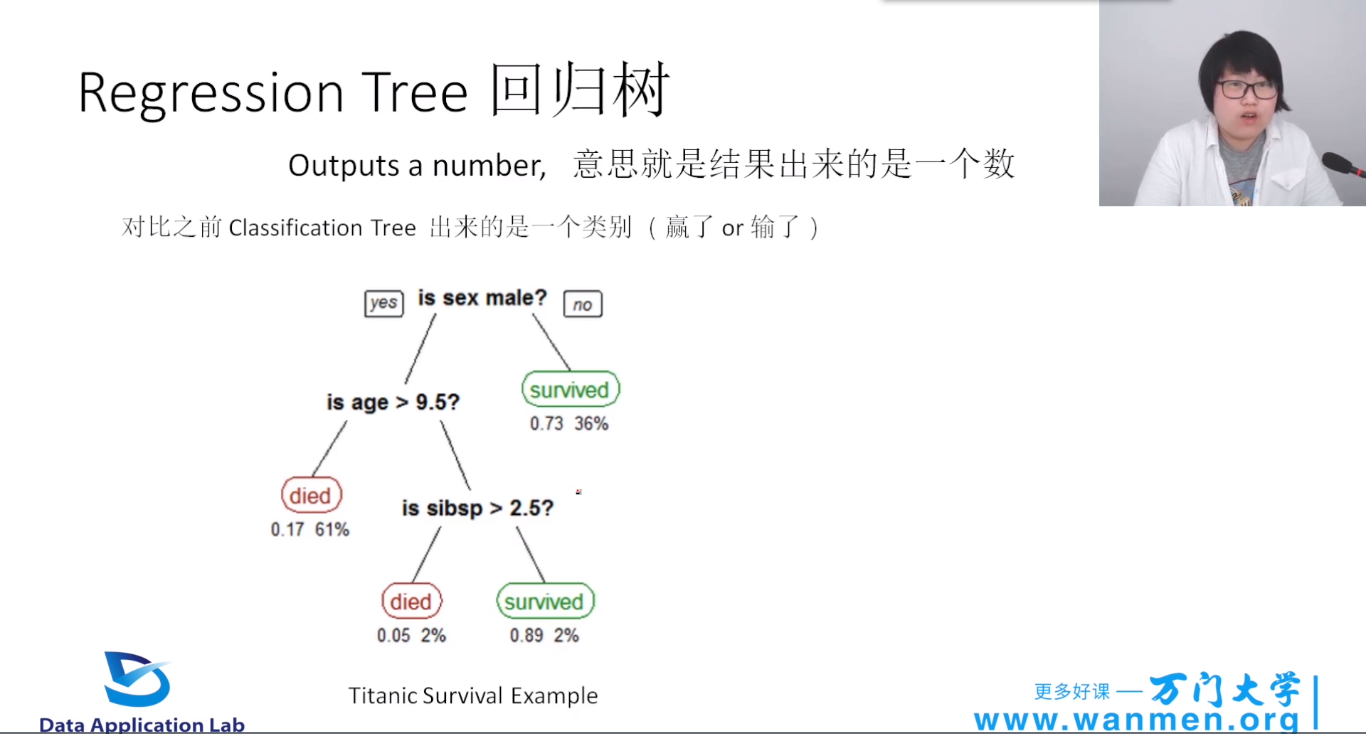 Regression Tree 回归树
Outputs a number, 意思就是结果出来的是一个数
对比之前 Classification Tree 出来的是一个类别 ( 赢了 or 输了 )
yes is sex male? no
survived
is age > 9.5?
0.73 36%
died
is sibsp > 2.5?
0.17 61%
died survived
0.05 2% 0.89 2%
Titanic Survival Example
更多好课 — 万门大学
www.wanmen.org
Data Application Lab